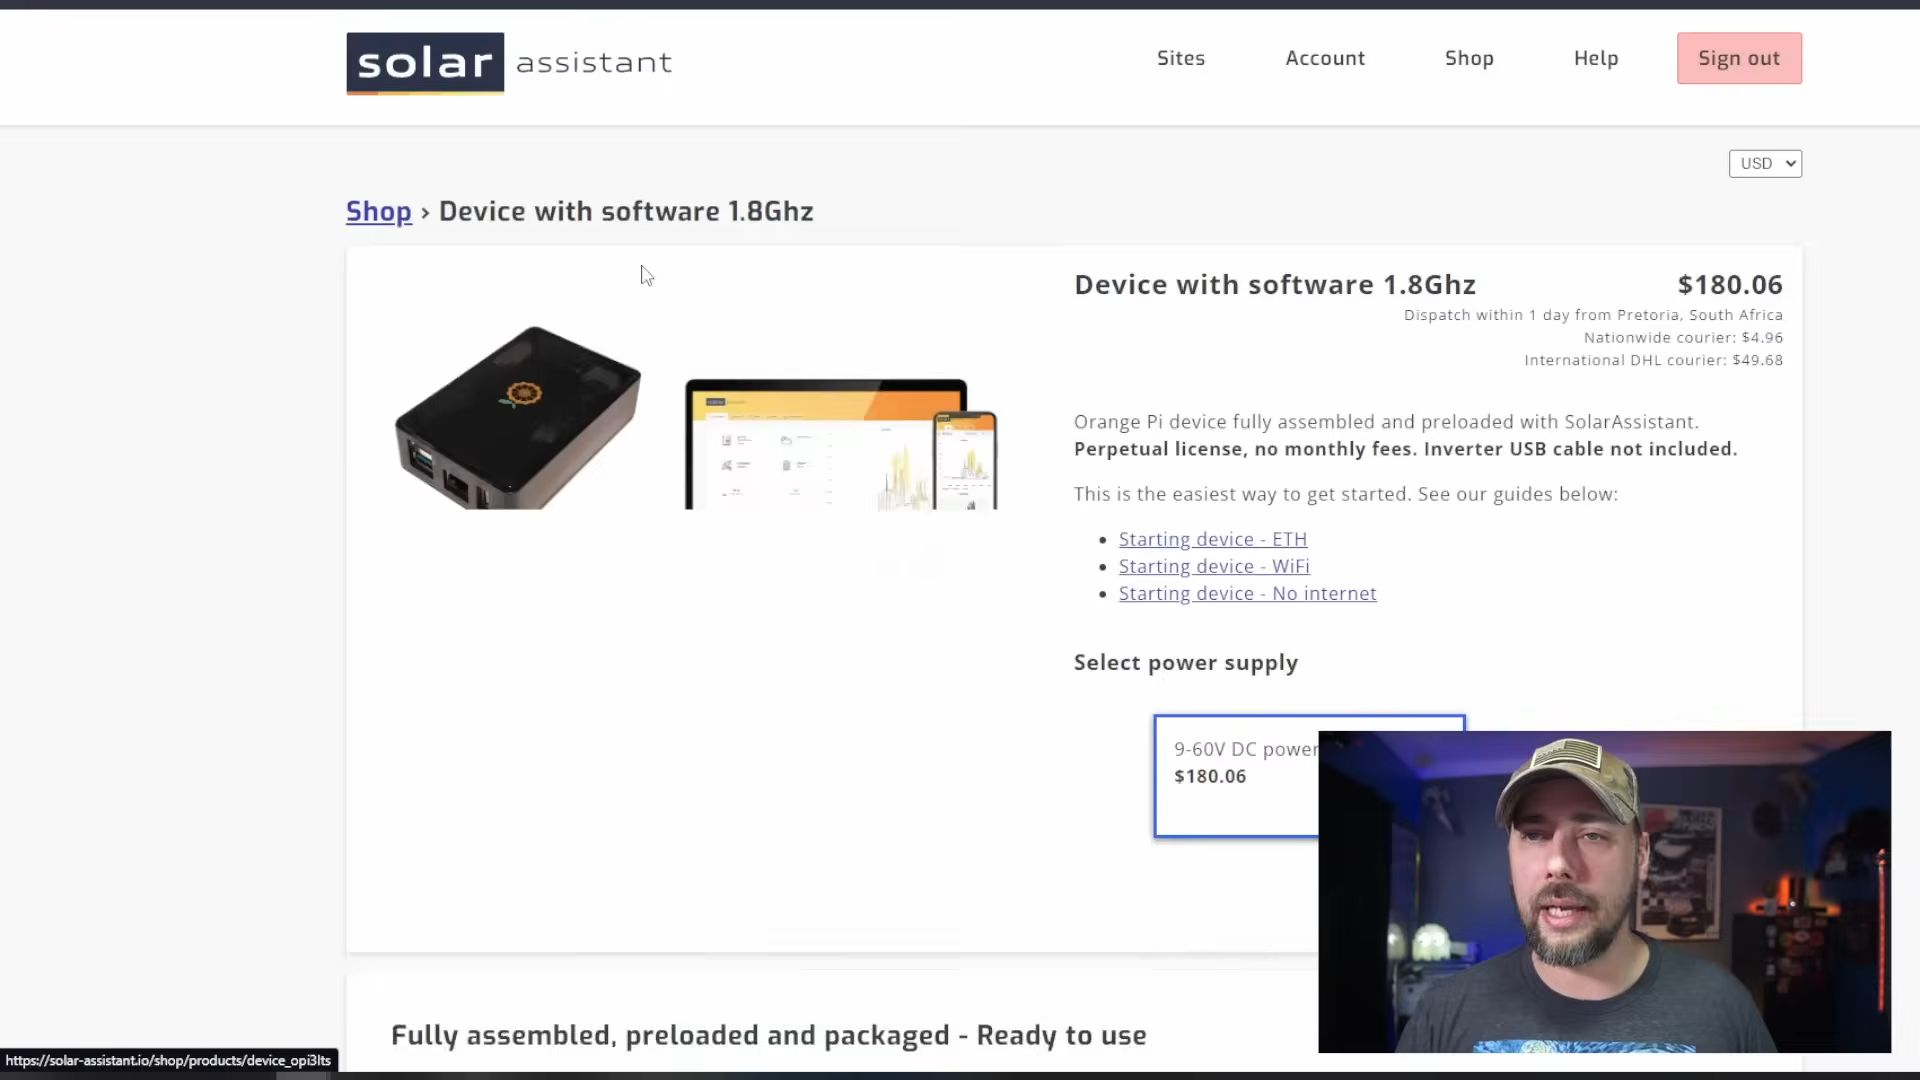 solar assistant
Sites
Account
Shop
Help
Sign out
USD
Shop › Device with software 1.8Ghz
Device with software 1.8Ghz
$180.06
Dispatch within 1 day from Pretoria, South Africa
Nationwide courier: $4.96
International DHL courier: $49.68
Orange Pi device fully assembled and preloaded with SolarAssistant.
Perpetual license, no monthly fees. Inverter USB cable not included.
This is the easiest way to get started. See our guides below:
• Starting device - ETH
• Starting device - WiFi
• Starting device - No internet
Select power supply
9-60V DC power
$180.06
Fully assembled, preloaded and packaged - Ready to use
https://solar-assistant.io/shop/products/device_opi3lts